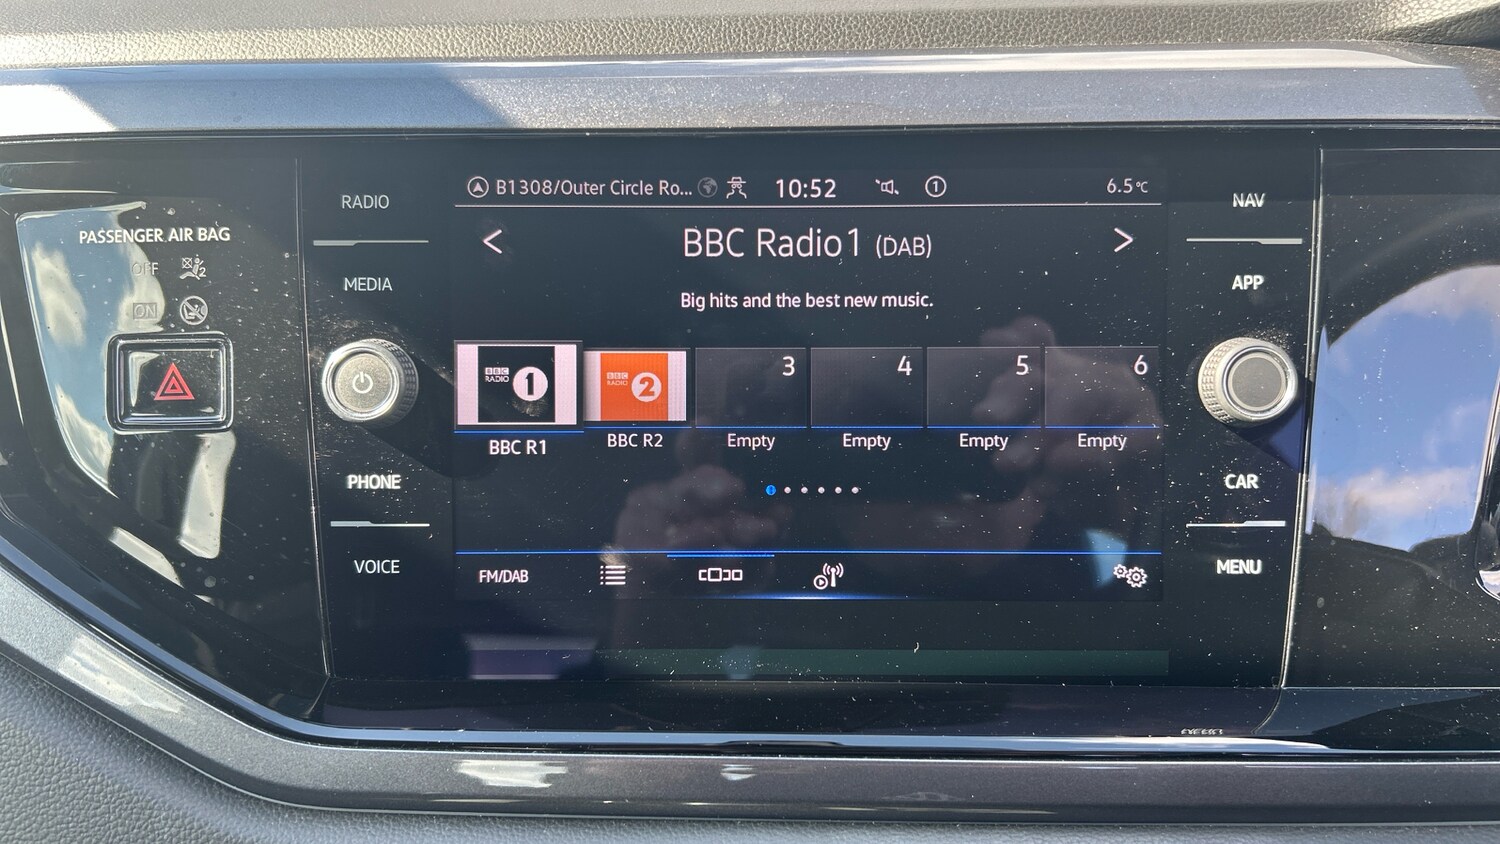 B1308/Outer Circle Ro... 10:52 1 6.5°C
RADIO
NAV
PASSENGER AIR BAG
OFF 2
ON
MEDIA
BBC Radio1 (DAB)
APP
Big hits and the best new music.
BBC RADIO 1
BBC RADIO 2
3
4
5
6
BBC R1
BBC R2
Empty
Empty
Empty
Empty
PHONE
CAR
VOICE
MENU
FM/DAB